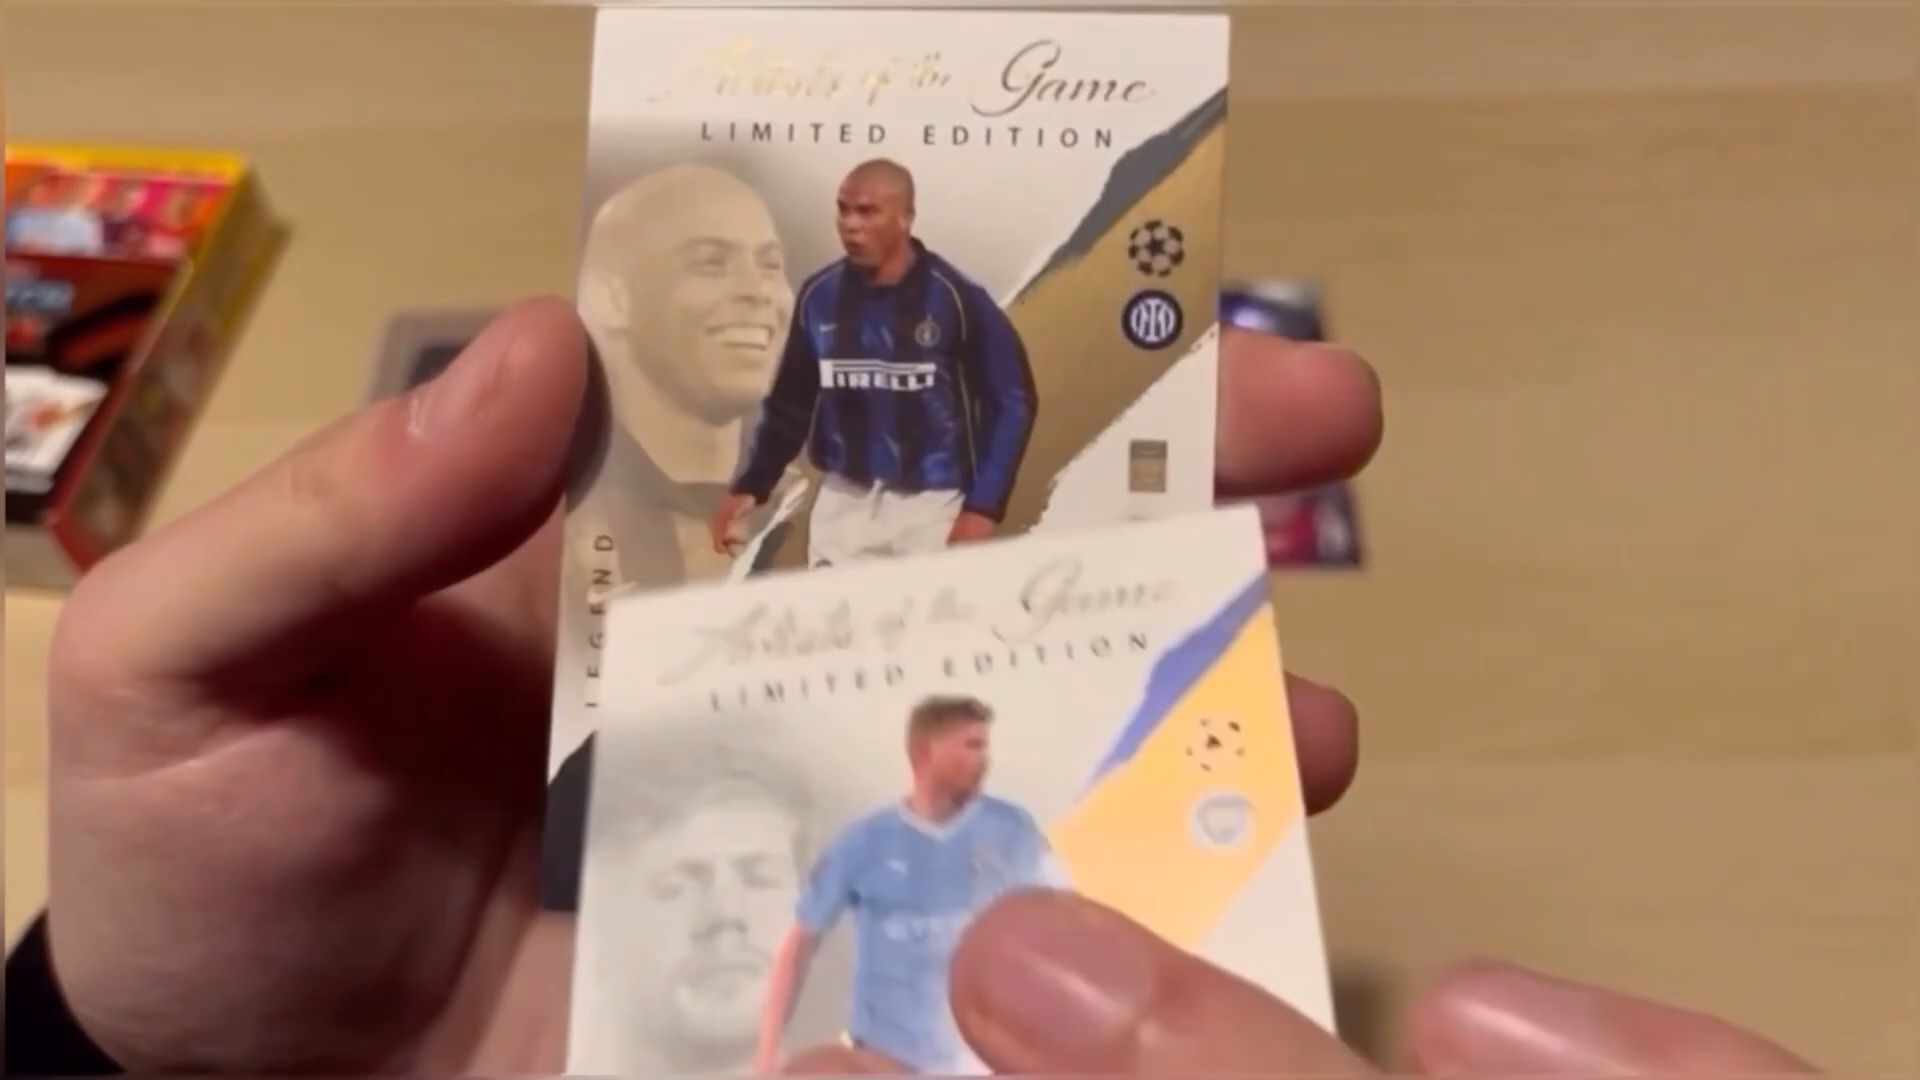 Artists of the Game
LIMITED EDITION
PIRELLI
LEGEND
Artists of the Game
LIMITED EDITION